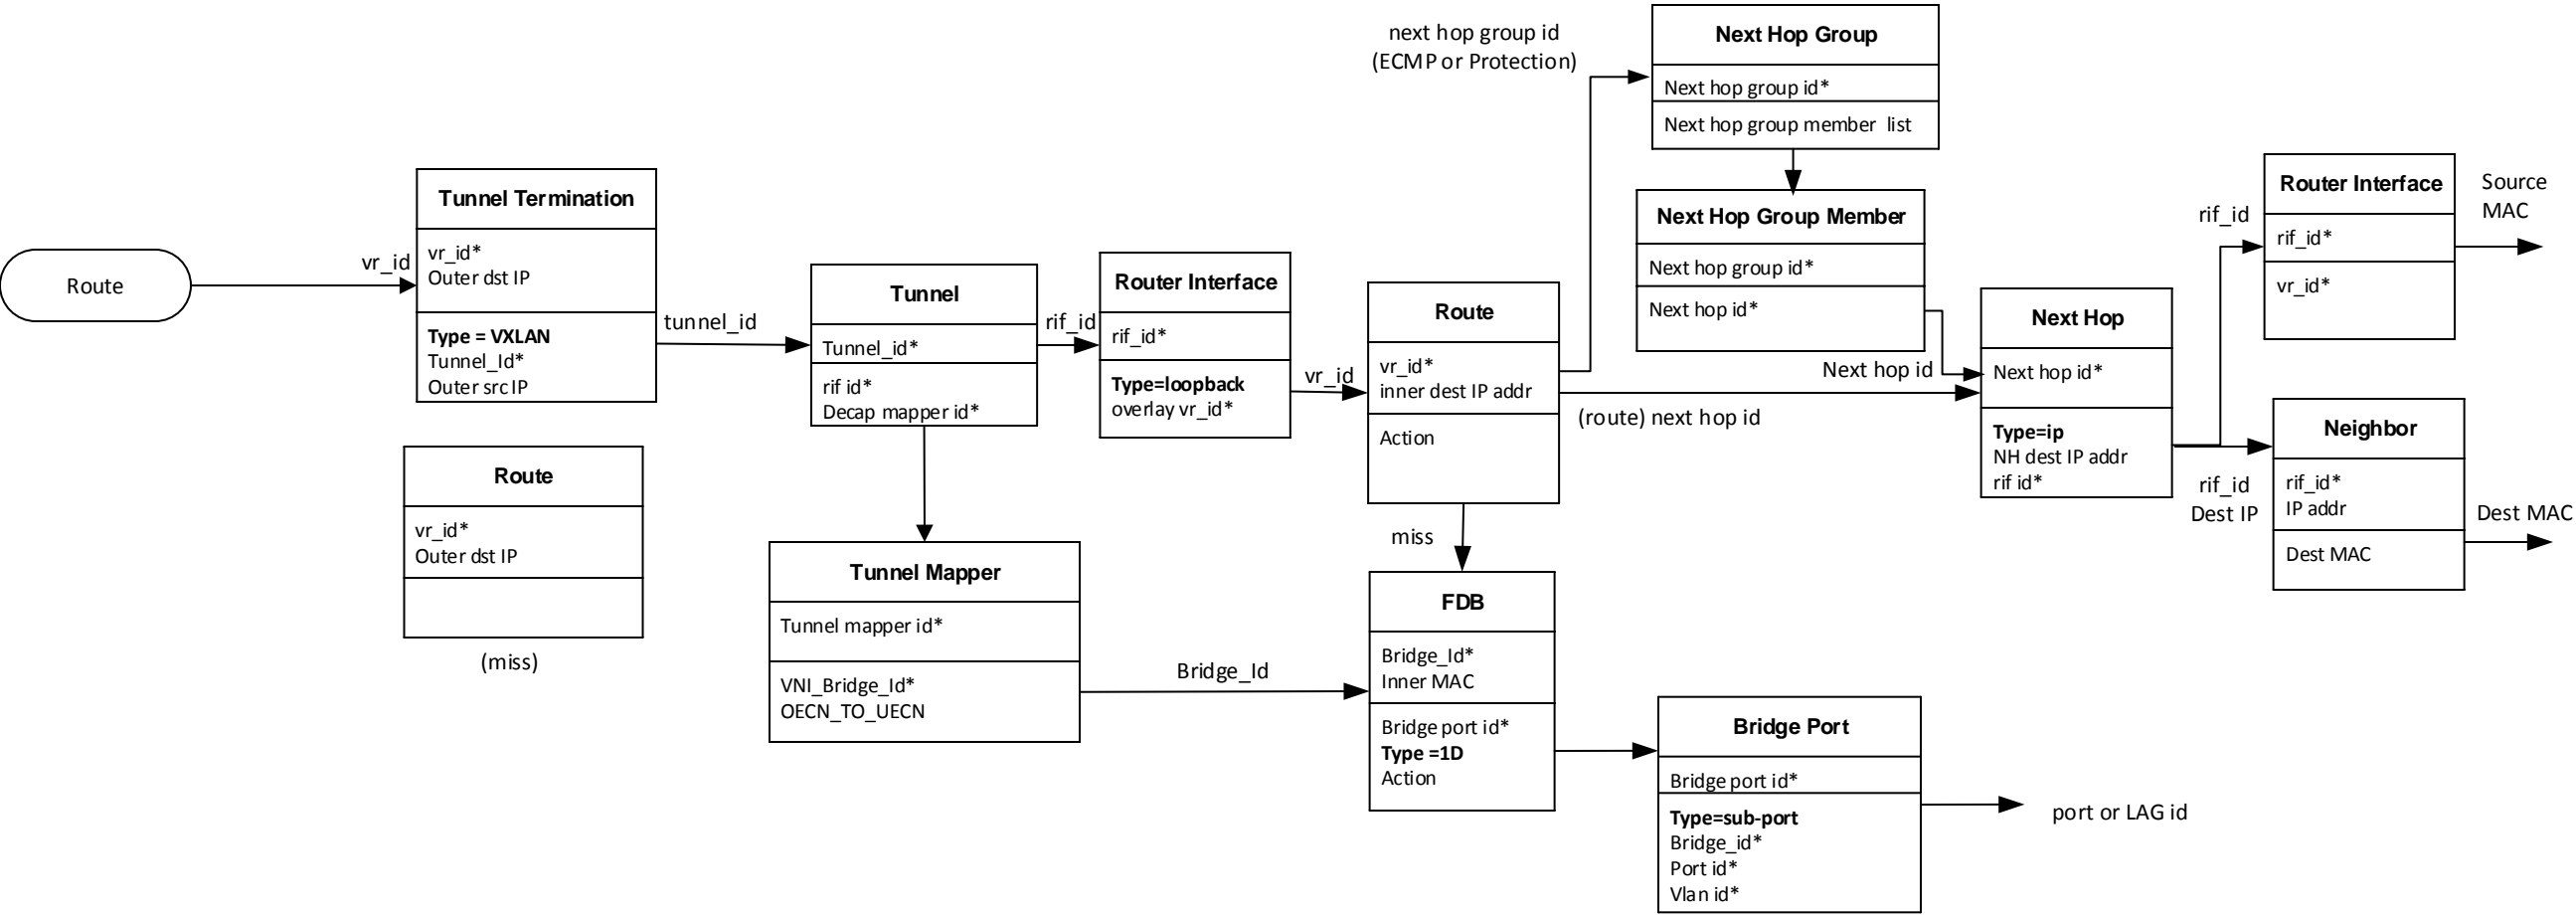 Route
vr_id
Tunnel Termination
vr_id*
Outer dst IP
Type = VXLAN
Tunnel_Id*
Outer src IP
Route
vr_id*
Outer dst IP
(miss)
tunnel_id
Tunnel
Tunnel_id*
rif id*
Decap mapper id*
Tunnel Mapper
Tunnel mapper id*
VNI_Bridge_Id*
OECN_TO_UECN
rif_id
Router Interface
rif_id*
Type=loopback
overlay vr_id*
vr_id
Route
vr_id*
inner dest IP addr
Action
miss
Bridge_Id
FDB
Bridge_Id*
Inner MAC
Bridge port id*
Type =1D
Action
Bridge Port
Bridge port id*
Type=sub-port
Bridge_id*
Port id*
Vlan id*
port or LAG id
next hop group id
(ECMP or Protection)
Next Hop Group
Next hop group id*
Next hop group member list
Next Hop Group Member
Next hop group id*
Next hop id*
Next hop id
(route) next hop id
Next Hop
Next hop id*
Type=ip
NH dest IP addr
rif id*
rif_id
Router Interface
rif_id*
vr_id*
Source
MAC
rif_id
Dest IP
Neighbor
rif_id*
IP addr
Dest MAC
Dest MAC